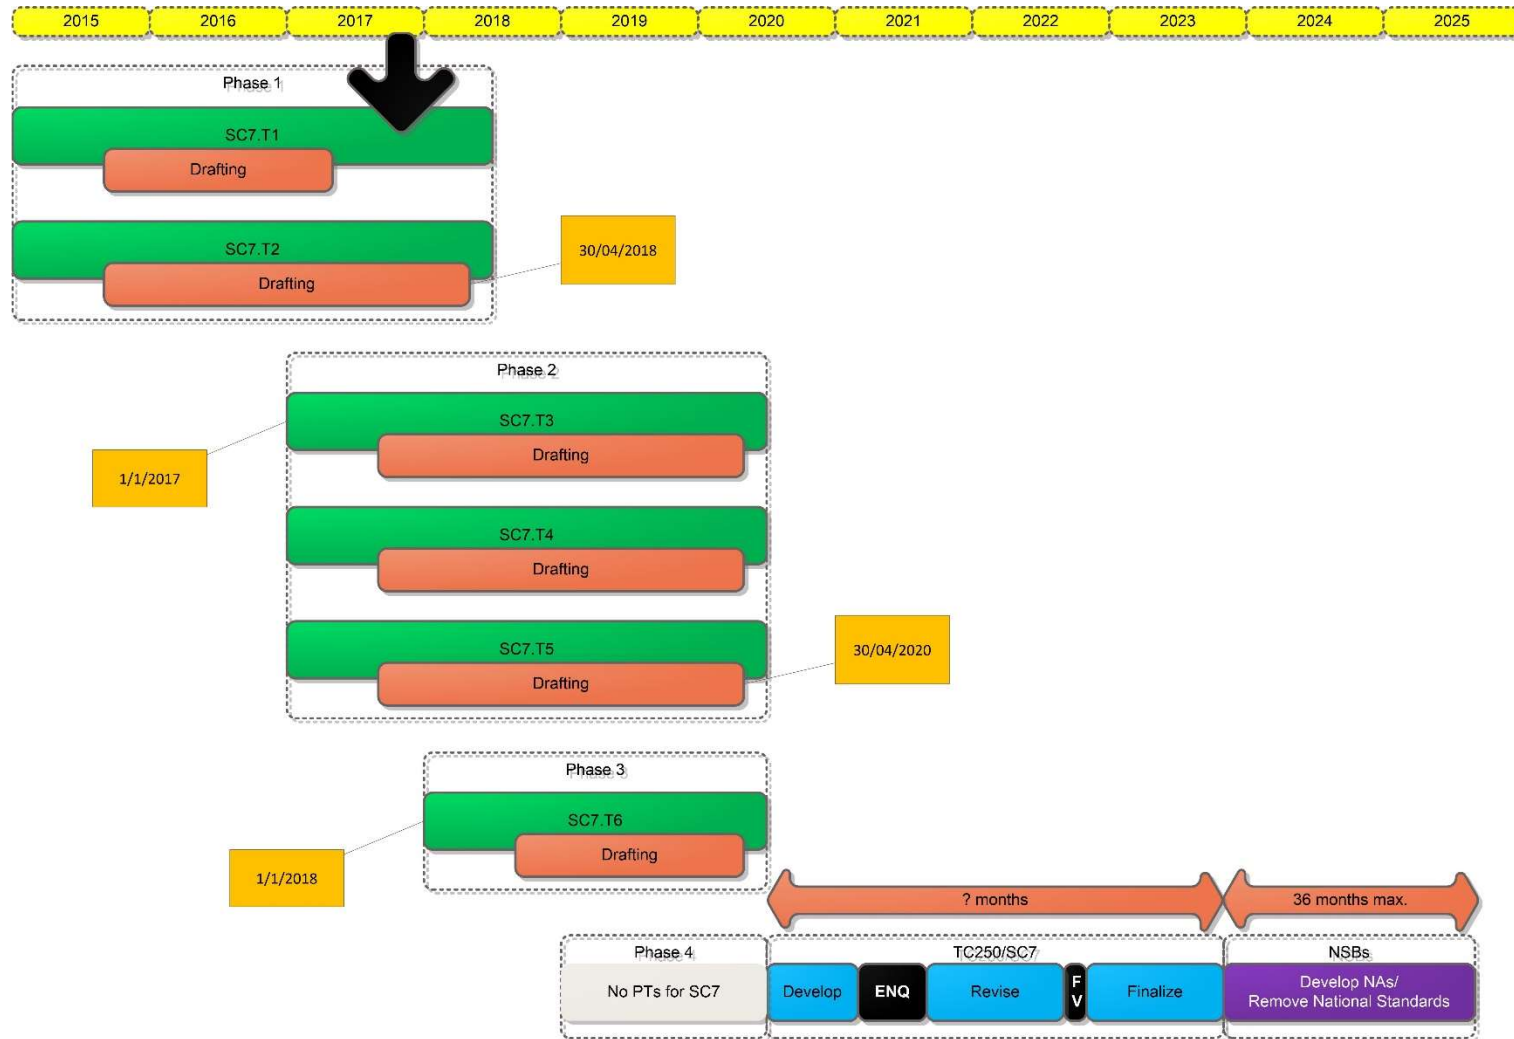 2015 2016 2017 2018 2019 2020 2021 2022 2023 2024 2025
Phase 1
SC7.T1
Drafting
SC7.T2
Drafting
30/04/2018
Phase 2
SC7.T3
Drafting
1/1/2017
SC7.T4
Drafting
SC7.T5
Drafting
30/04/2020
Phase 3
SC7.T6
Drafting
1/1/2018
? months
36 months max.
Phase 4
No PTs for SC7
TC250/SC7
Develop
ENQ
Revise
F
V
Finalize
NSBs
Develop NAs/
Remove National Standards